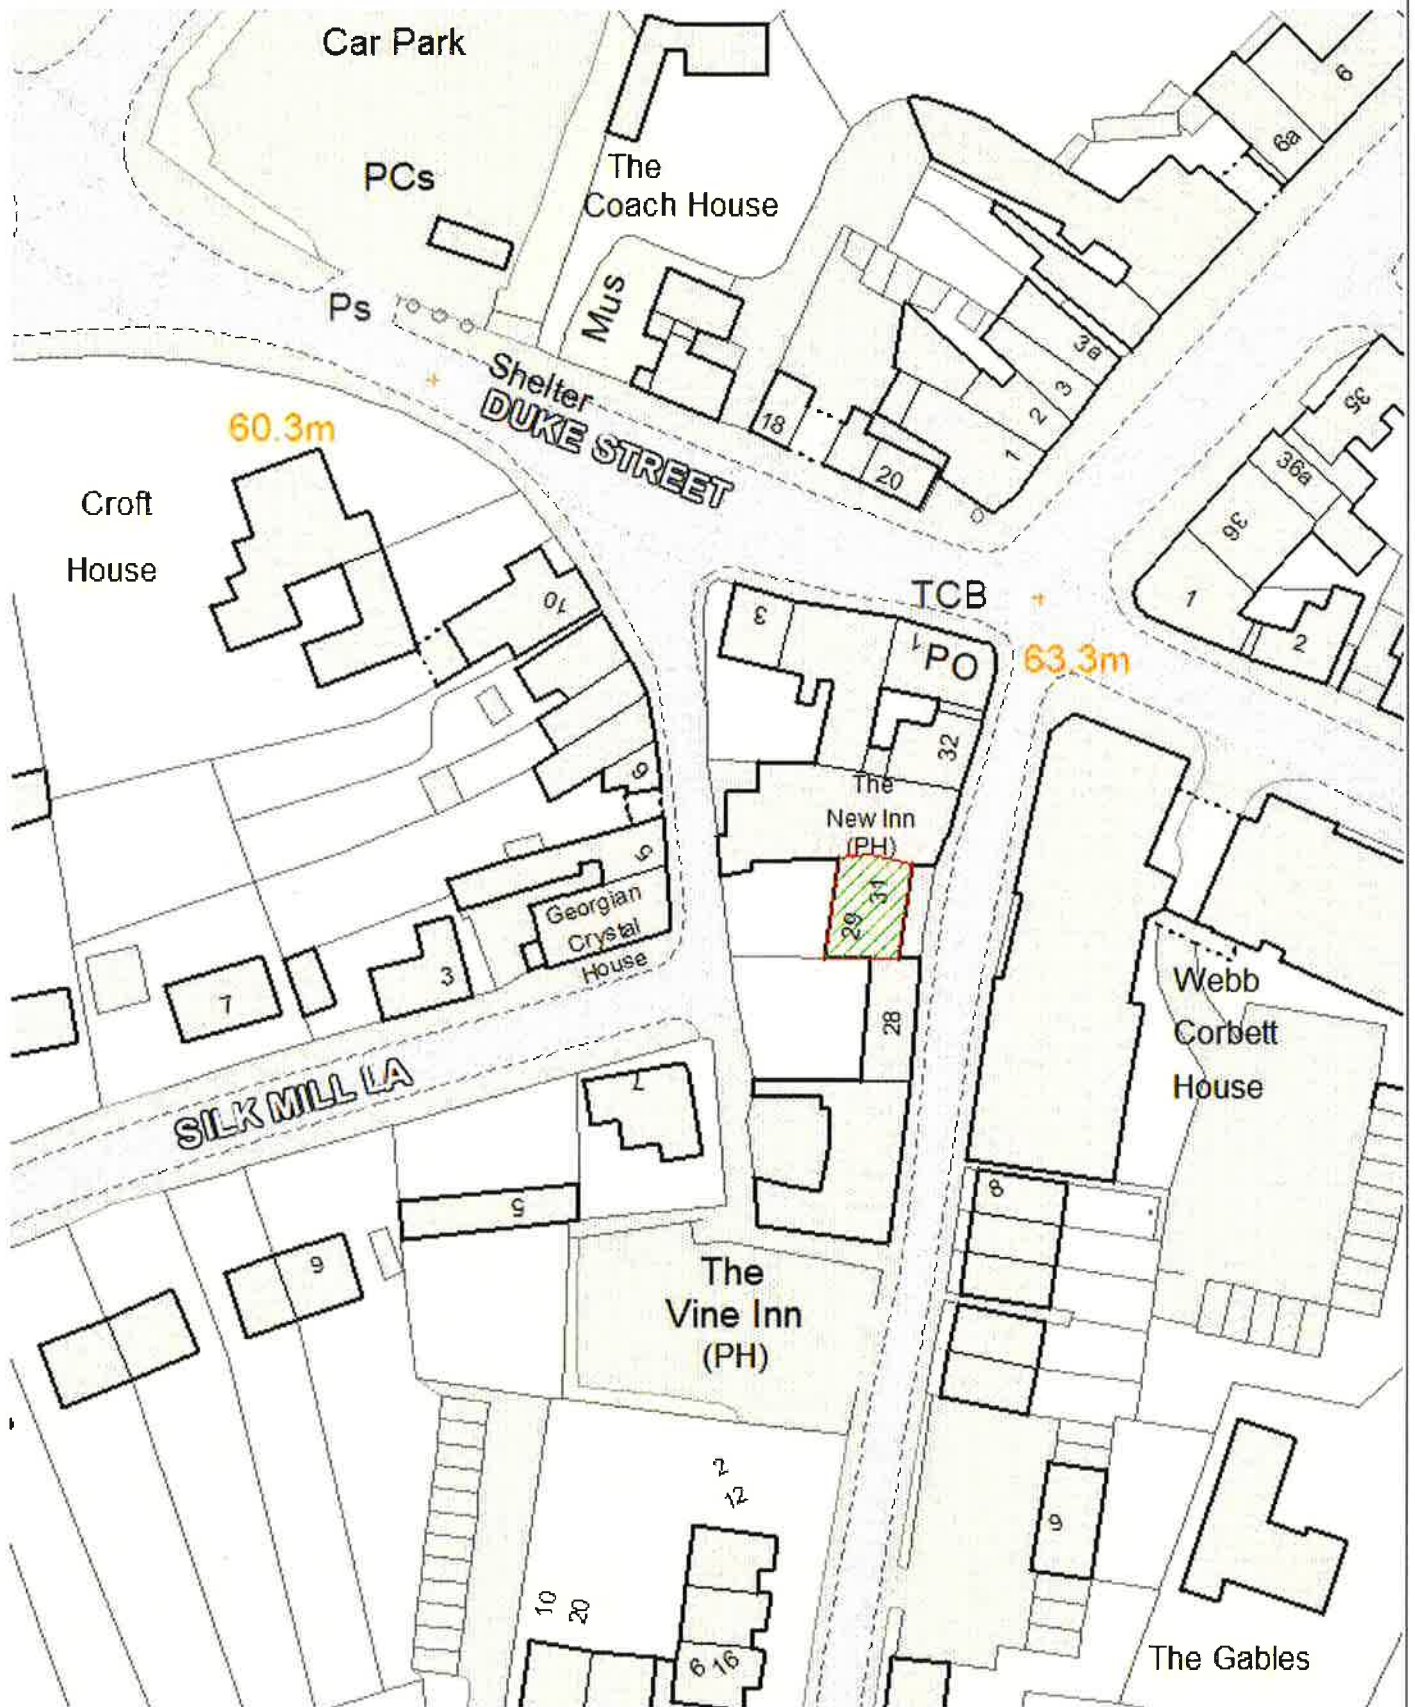 Car Park
6
6a
PCs
The
Coach House
Mus
Ps
Shelter
DUKE STREET
60.3m
18
20
3a
3
2
1
35
36a
36
1
2
Croft
House
10
3
TCB
1
PO
63.3m
32
The
New Inn
(PH)
9
5
Georgian
Crystal
House
31
29
28
7
3
Webb
Corbett
House
SILK MILL LA
7
5
8
9
The
Vine Inn
(PH)
2
12
9
10
20
6 16
The Gables